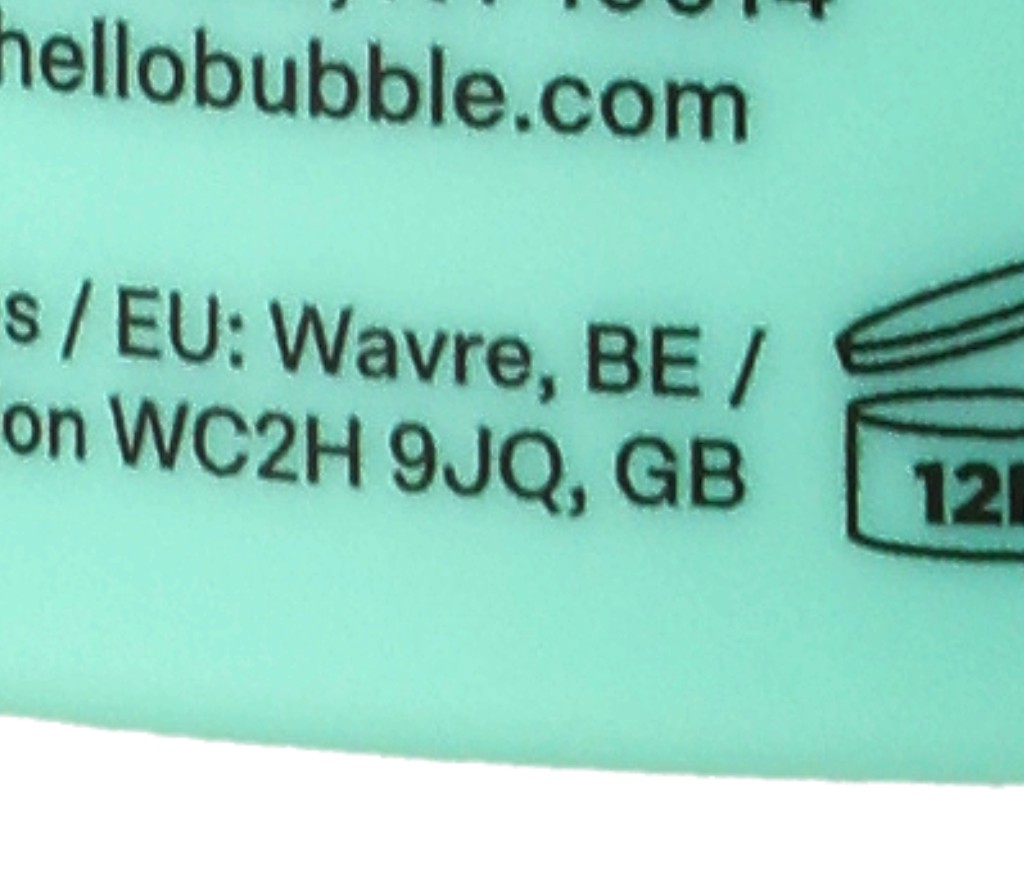 hellobubble.com
s / EU: Wavre, BE /
on WC2H 9JQ, GB
12